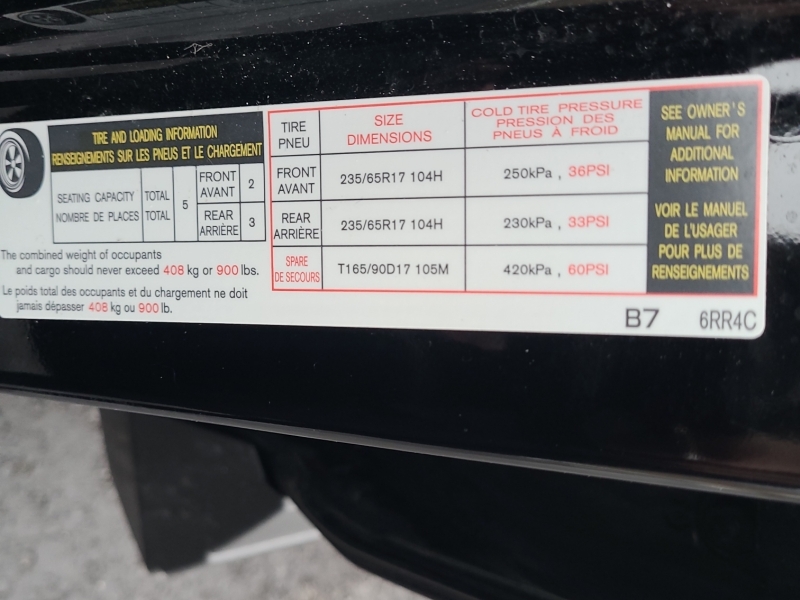 TIRE AND LOADING INFORMATION
RENSEIGNEMENTS SUR LES PNEUS ET LE CHARGEMENT
SEATING CAPACITY
NOMBRE DE PLACES
TOTAL
TOTAL
5
FRONT
AVANT
2
REAR
ARRIÈRE
3
The combined weight of occupants
and cargo should never exceed 408 kg or 900 lbs.
Le poids total des occupants et du chargement ne doit
jamais dépasser 408 kg ou 900 lb.
TIRE
PNEU
SIZE
DIMENSIONS
COLD TIRE PRESSURE
PRESSION DES
PNEUS À FROID
FRONT
AVANT
235/65R17 104H
250kPa , 36PSI
REAR
ARRIÈRE
235/65R17 104H
230kPa , 33PSI
SPARE
DE SECOURS
T165/90D17 105M
420kPa , 60PSI
SEE OWNER'S
MANUAL FOR
ADDITIONAL
INFORMATION
VOIR LE MANUEL
DE L'USAGER
POUR PLUS DE
RENSEIGNEMENTS
B7 6RR4C